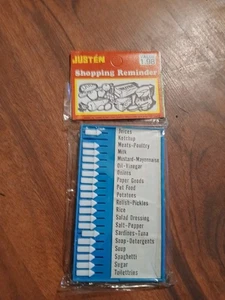 JUSTEN
Shopping Reminder
Juices
Ketchup
Meats-Poultry
Milk
Mustard-Mayonnaise
Oil-Vinegar
Onions
Paper Goods
Pet Food
Potatoes
Relish-Pickles
Rice
Salad Dressing
Salt-Pepper
Sardines-Tuna
Soap-Detergents
Soup
Spaghetti
Sugar
Toiletries